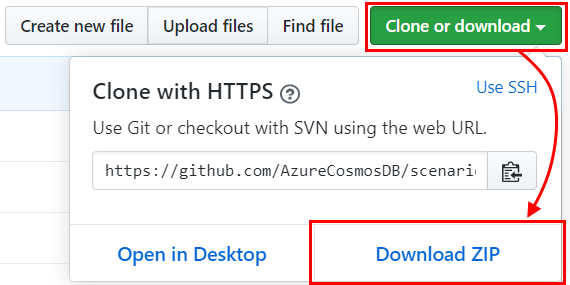 Create new file Upload files Find file Clone or download
Clone with HTTPS Use SSH
Use Git or checkout with SVN using the web URL.
https://github.com/AzureCosmosDB/scenari
Open in Desktop Download ZIP